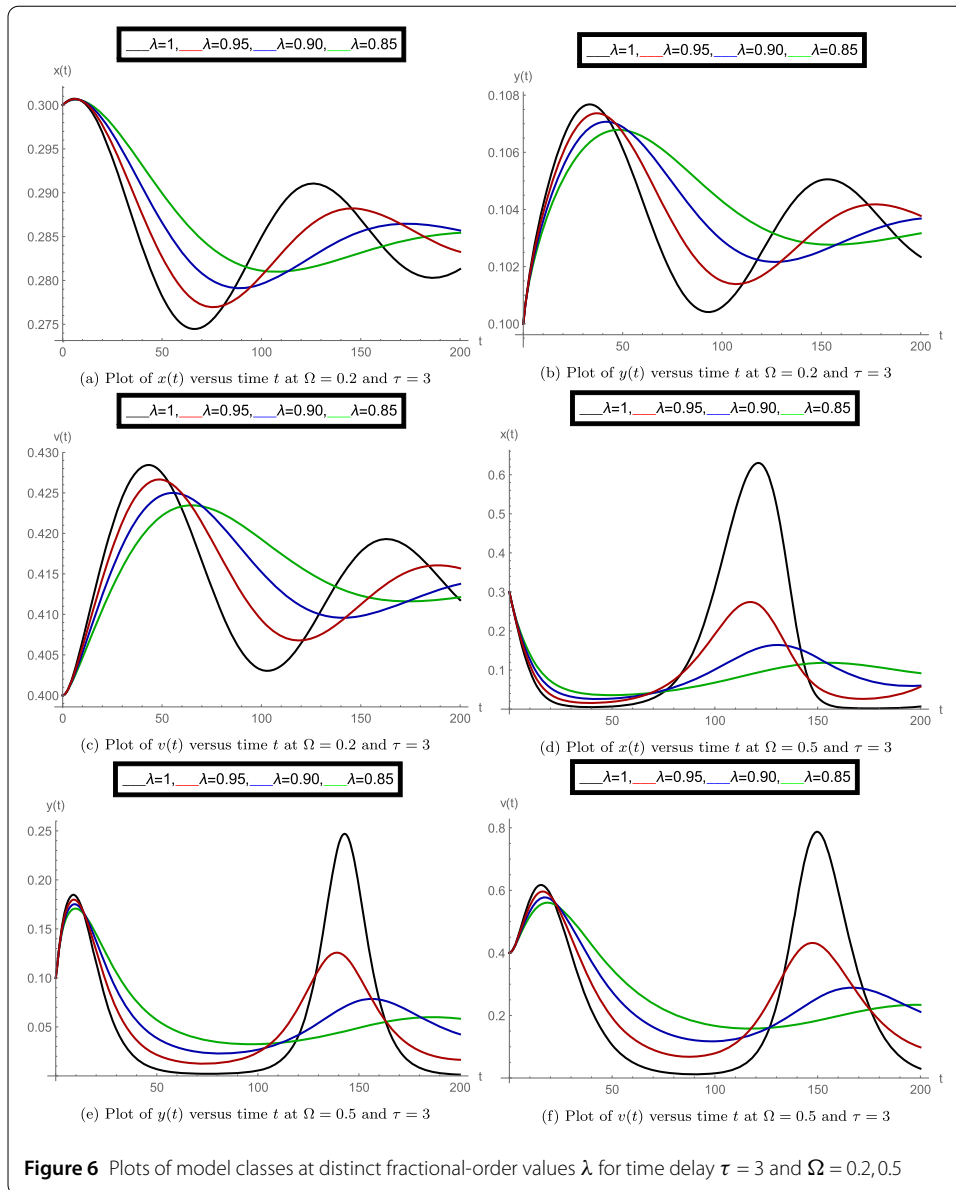 ___λ=1,___λ=0.95,___λ=0.90,___λ=0.85
x(t)
0.300
0.295
0.290
0.285
0.280
0.275
0 50 100 150 200 t
(a) Plot of x(t) versus time t at Ω = 0.2 and τ = 3
___λ=1,___λ=0.95,___λ=0.90,___λ=0.85
y(t)
0.108
0.106
0.104
0.102
0.100
50 100 150 200 t
(b) Plot of y(t) versus time t at Ω = 0.2 and τ = 3
___λ=1,___λ=0.95,___λ=0.90,___λ=0.85
v(t)
0.430
0.425
0.420
0.415
0.410
0.405
0.400
0 50 100 150 200 t
(c) Plot of v(t) versus time t at Ω = 0.2 and τ = 3
___λ=1,___λ=0.95,___λ=0.90,___λ=0.85
x(t)
0.6
0.5
0.4
0.3
0.2
0.1
50 100 150 200 t
(d) Plot of x(t) versus time t at Ω = 0.5 and τ = 3
___λ=1,___λ=0.95,___λ=0.90,___λ=0.85
y(t)
0.25
0.20
0.15
0.10
0.05
50 100 150 200 t
(e) Plot of y(t) versus time t at Ω = 0.5 and τ = 3
___λ=1,___λ=0.95,___λ=0.90,___λ=0.85
v(t)
0.8
0.6
0.4
0.2
50 100 150 200 t
(f) Plot of v(t) versus time t at Ω = 0.5 and τ = 3
Figure 6 Plots of model classes at distinct fractional-order values λ for time delay τ = 3 and Ω = 0.2, 0.5